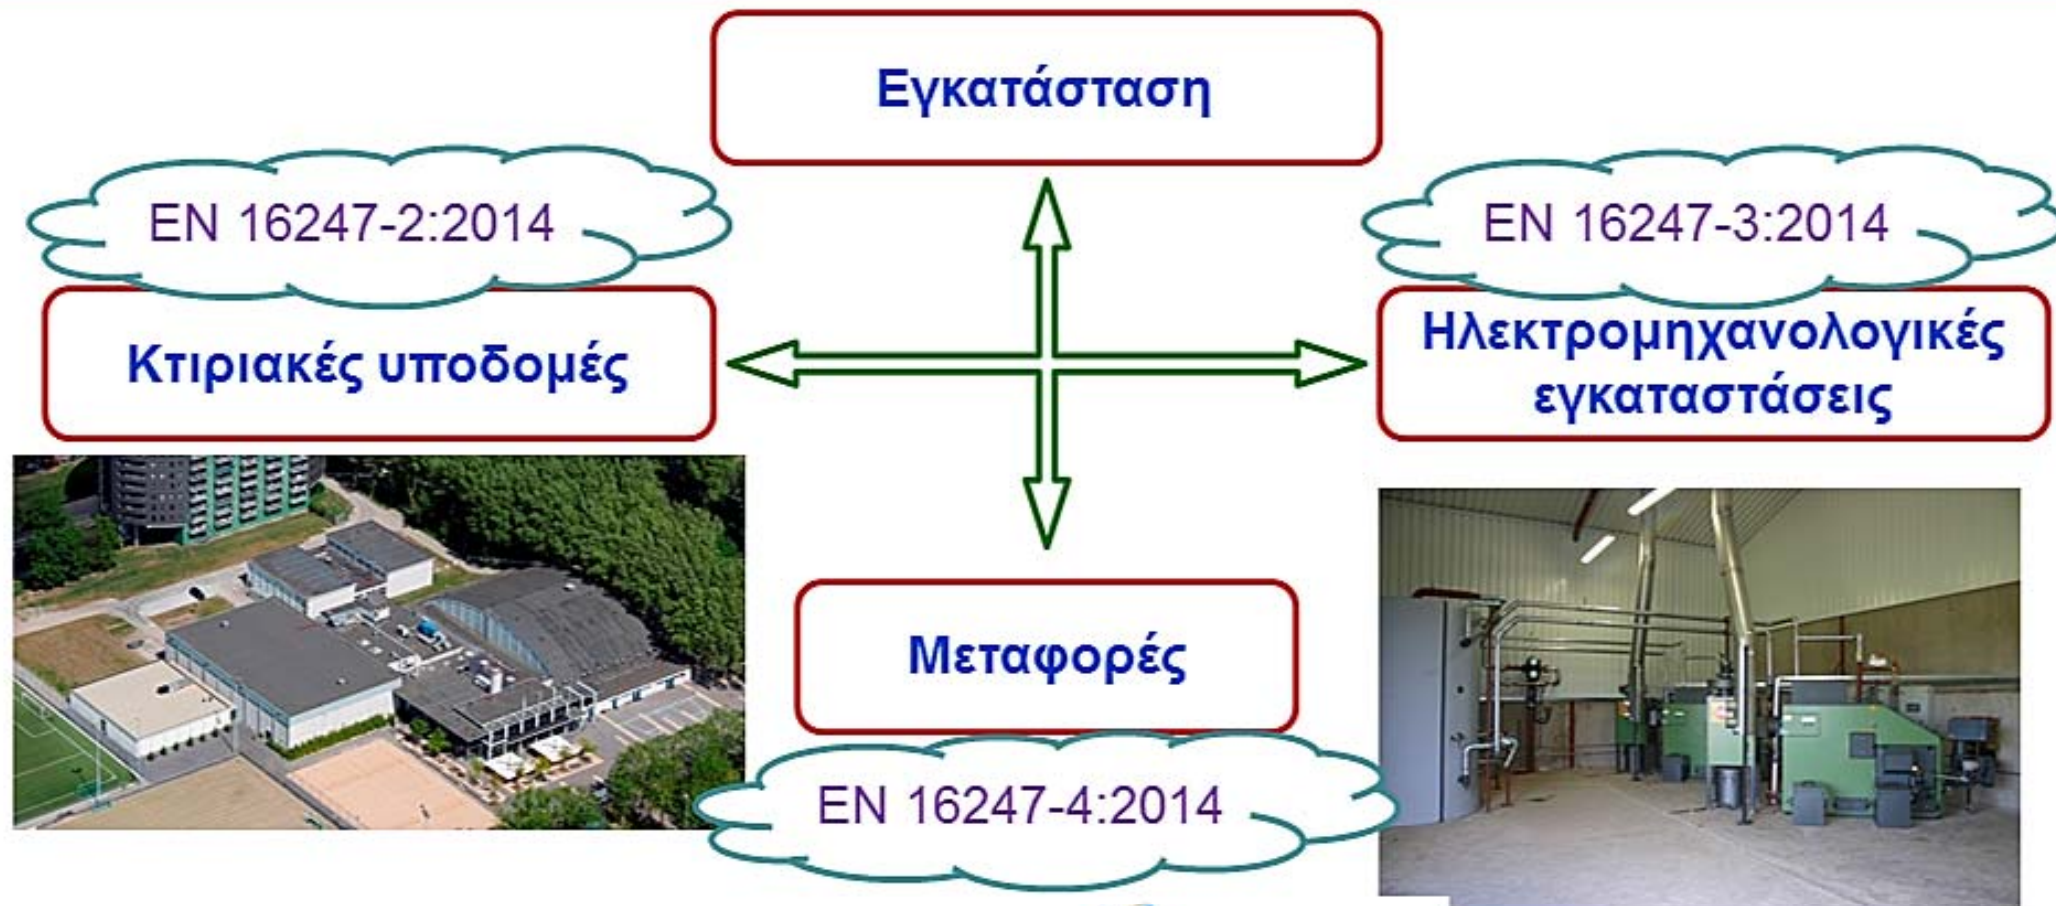 Εγκατάσταση
EN 16247-2:2014
EN 16247-3:2014
Κτιριακές υποδομές
Ηλεκτρομηχανολογικές
εγκαταστάσεις
Μεταφορές
EN 16247-4:2014